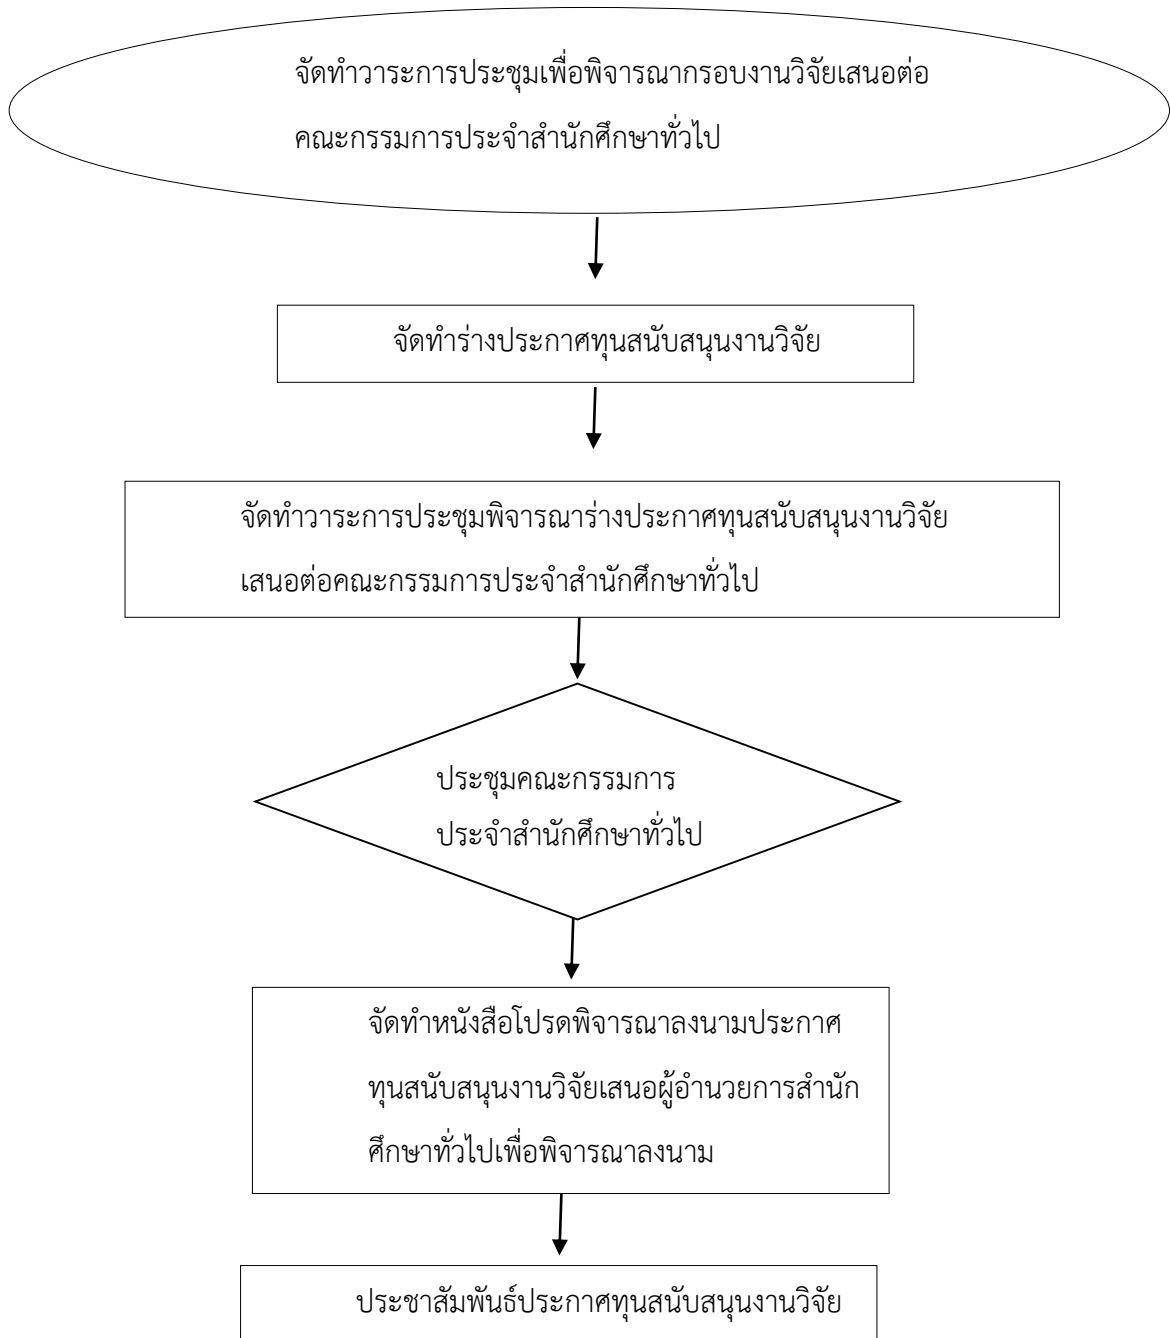 จัดทำวาระการประชุมเพื่อพิจารณากรอบงานวิจัยเสนอต่อ
คณะกรรมการประจำสำนักศึกษาทั่วไป
จัดทำร่างประกาศทุนสนับสนุนงานวิจัย
จัดทำวาระการประชุมพิจารณาร่างประกาศทุนสนับสนุนงานวิจัย
เสนอต่อคณะกรรมการประจำสำนักศึกษาทั่วไป
ประชุมคณะกรรมการ
ประจำสำนักศึกษาทั่วไป
จัดทำหนังสือโปรดพิจารณาลงนามประกาศ
ทุนสนับสนุนงานวิจัยเสนอผู้อำนวยการสำนัก
ศึกษาทั่วไปเพื่อพิจารณาลงนาม
ประชาสัมพันธ์ประกาศทุนสนับสนุนงานวิจัย